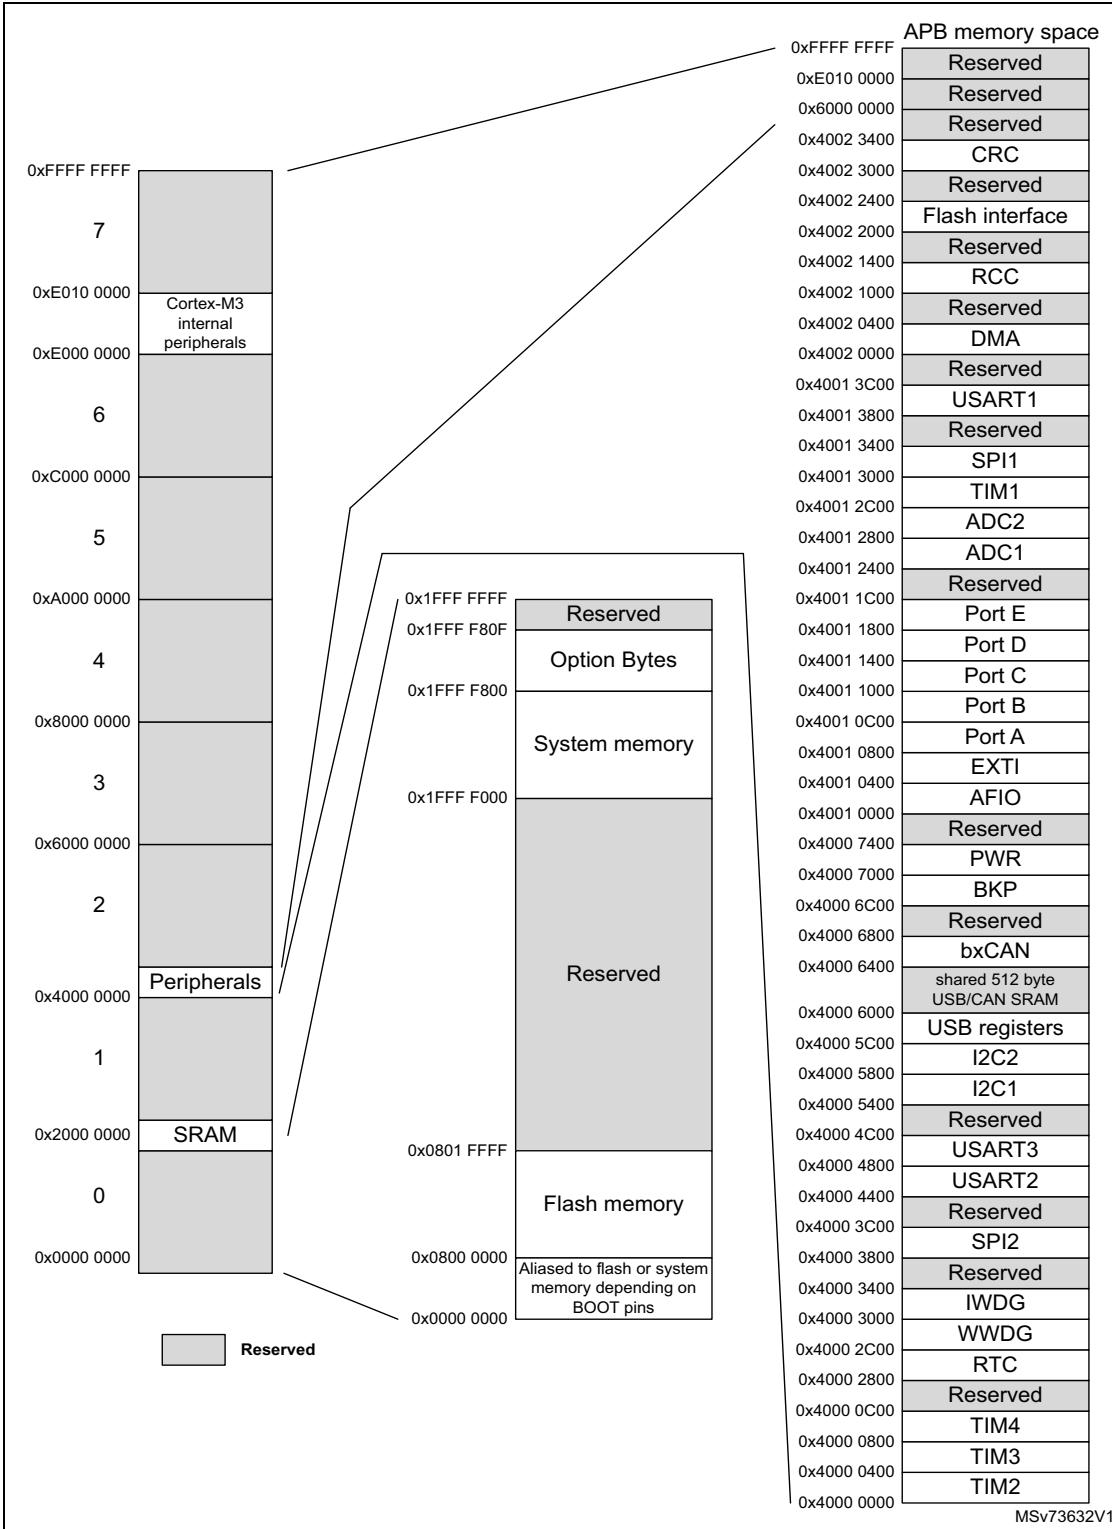 APB memory space
0xFFFF FFFF
Reserved
0xE010 0000
Reserved
0x6000 0000
Reserved
0x4002 3400
CRC
0x4002 3000
Reserved
0x4002 2400
Flash interface
0x4002 2000
Reserved
0x4002 1400
RCC
0x4002 1000
Reserved
0x4002 0400
DMA
0x4002 0000
Reserved
0x4001 3C00
USART1
0x4001 3800
Reserved
0x4001 3400
SPI1
0x4001 3000
TIM1
0x4001 2C00
ADC2
0x4001 2800
ADC1
0x4001 2400
Reserved
0x4001 1C00
Port E
0x4001 1800
Port D
0x4001 1400
Port C
0x4001 1000
Port B
0x4001 0C00
Port A
0x4001 0800
EXTI
0x4001 0400
AFIO
0x4001 0000
Reserved
0x4000 7400
PWR
0x4000 7000
BKP
0x4000 6C00
Reserved
0x4000 6800
bxCAN
0x4000 6400
shared 512 byte
USB/CAN SRAM
0x4000 6000
USB registers
0x4000 5C00
I2C2
0x4000 5800
I2C1
0x4000 5400
Reserved
0x4000 4C00
USART3
0x4000 4800
USART2
0x4000 4400
Reserved
0x4000 3C00
SPI2
0x4000 3800
Reserved
0x4000 3400
IWDG
0x4000 3000
WWDG
0x4000 2C00
RTC
0x4000 2800
Reserved
0x4000 0C00
TIM4
0x4000 0800
TIM3
0x4000 0400
TIM2
0x4000 0000
0xFFFF FFFF
7
0xE010 0000
Cortex-M3
internal
peripherals
0xE000 0000
6
0xC000 0000
5
0xA000 0000
4
0x8000 0000
3
0x6000 0000
2
Peripherals
0x4000 0000
1
0x2000 0000
SRAM
0
0x0000 0000
0x1FFF FFFF
Reserved
0x1FFF F80F
Option Bytes
0x1FFF F800
System memory
0x1FFF F000
Reserved
0x0801 FFFF
Flash memory
0x0800 0000
Aliased to flash or system
memory depending on
BOOT pins
0x0000 0000
Reserved
MSv73632V1